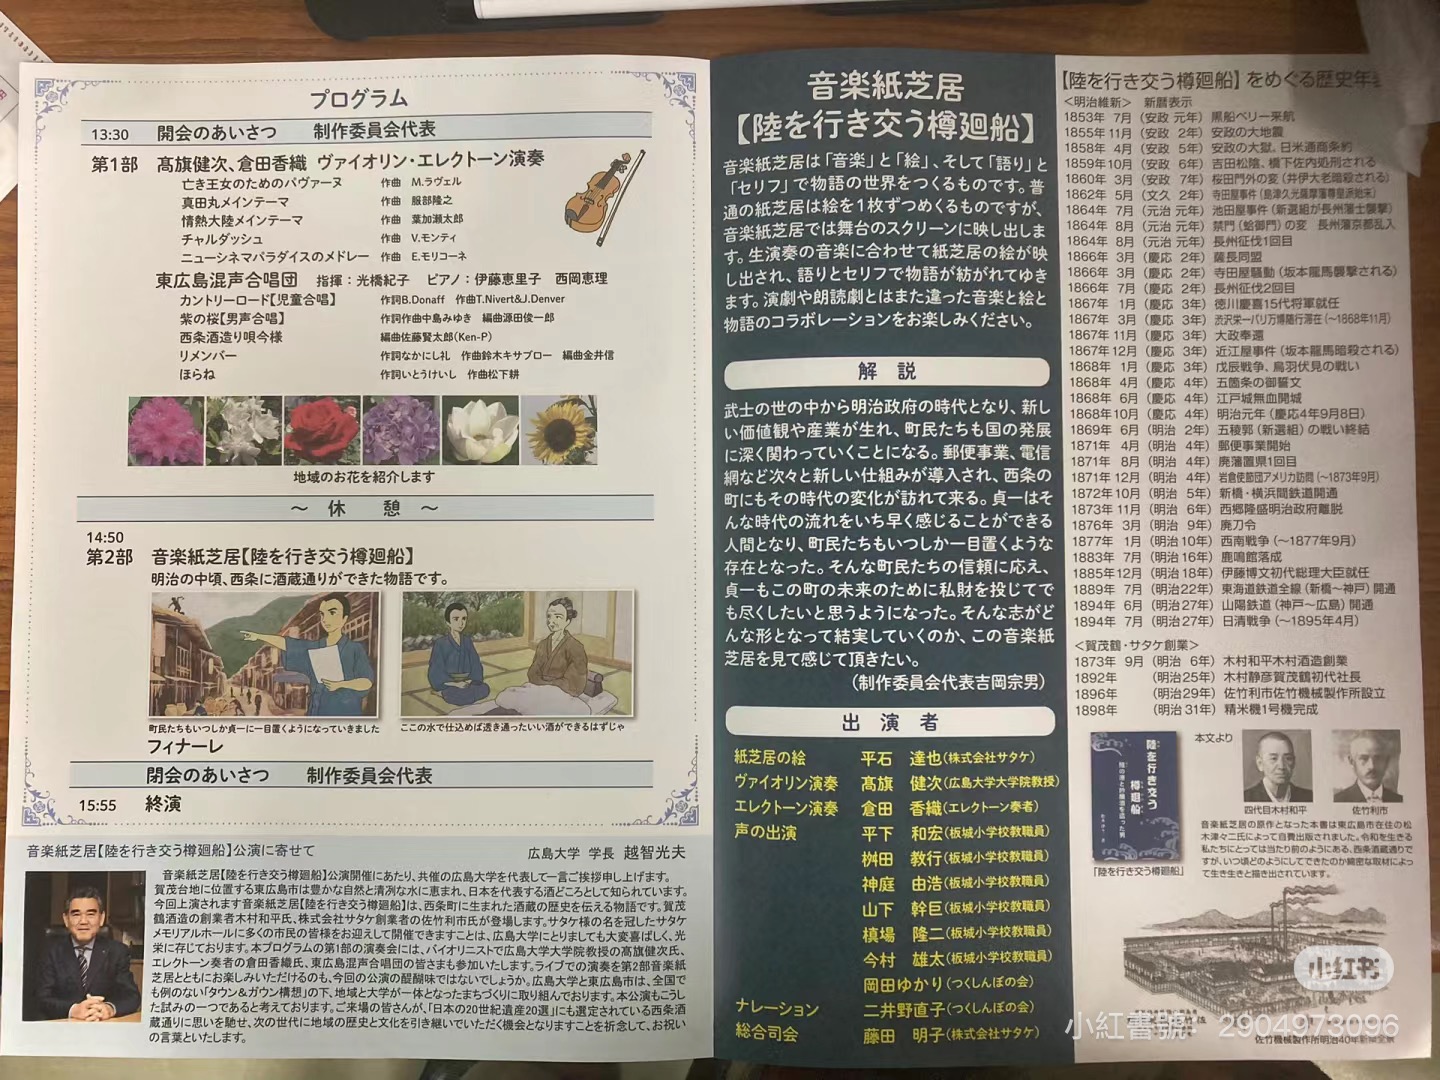 プログラム
13:30 開会のあいさつ 制作委員会代表
第1部 髙旗健次、倉田香織 ヴァイオリン・エレクトーン演奏
亡き王女のためのパヴァーヌ 作曲 M.ラヴェル
真田丸メインテーマ 作曲 服部隆之
情熱大陸メインテーマ 作曲 葉加瀬太郎
チャルダッシュ 作曲 V.モンティ
ニューシネマパラダイスのメドレー 作曲 E.モリコーネ
東広島混声合唱団 指揮:光橋紀子 ピアノ:伊藤恵里子 西岡恵理
カントリーロード【児童合唱】 作詞B.Donaff 作曲T.Nivert&J.Denver
紫の桜【男声合唱】 作詞作曲中島みゆき 編曲源田俊一郎
西条酒造り唄今様 編曲佐藤賢太郎(Ken-P)
リメンバー 作詞なかにし礼 作曲鈴木キサブロー 編曲金井信
ほらね 作詞いとうけいし 作曲松下耕
地域のお花を紹介します
～ 休 憩 ～
14:50
第2部 音楽紙芝居【陸を行き交う樽廻船】
明治の中頃、西条に酒蔵通りができた物語です。
町民たちもいつしか貞一に一目置くようになっていきました
ここの水で仕込めば透き通ったいい酒ができるはずじゃ
フィナーレ
閉会のあいさつ 制作委員会代表
15:55 終演
音楽紙芝居【陸を行き交う樽廻船】公演に寄せて
広島大学 学長 越智光夫
音楽紙芝居【陸を行き交う樽廻船】公演開催にあたり、共催の広島大学を代表して一言ご挨拶申し上げます。
賀茂台地に位置する東広島市は豊かな自然と清冽な水に恵まれ、日本を代表する酒どころとして知られています。
今回上演されます音楽紙芝居【陸を行き交う樽廻船】は、西条町に生まれた酒蔵の歴史を伝える物語です。賀茂
鶴酒造の創業者木村和平氏、株式会社サタケ創業者の佐竹利市氏が登場します。サタケ様の名を冠したサタケ
メモリアルホールに多くの市民の皆様をお迎えして開催できますことは、広島大学にとりましても大変喜ばしく、光
栄に存じております。本プログラムの第1部の演奏会には、バイオリニストで広島大学大学院教授の髙旗健次氏、
エレクトーン奏者の倉田香織氏、東広島混声合唱団の皆さまも参加いたします。ライブでの演奏を第2部音楽紙
芝居とともにお楽しみいただけるのも、今回の公演の醍醐味ではないでしょうか。広島大学と東広島市は、全国で
も例のない「タウン&ガウン構想」の下、地域と大学が一体となったまちづくりに取り組んでおります。本公演もこうし
た試みの一つであると考えております。ご来場の皆さんが、「日本の20世紀遺産20選」にも選定されている西条酒
蔵通りに思いを馳せ、次の世代に地域の歴史と文化を引き継いでいただく機会となりますことを祈念して、お祝い
の言葉といたします。
音楽紙芝居
【陸を行き交う樽廻船】
音楽紙芝居は「音楽」と「絵」、そして「語り」と
「セリフ」で物語の世界をつくるものです。普
通の紙芝居は絵を1枚ずつめくるものですが、
音楽紙芝居では舞台のスクリーンに映し出しま
す。生演奏の音楽に合わせて紙芝居の絵が映
し出され、語りとセリフで物語が紡がれてゆき
ます。演劇や朗読劇とはまた違った音楽と絵と
物語のコラボレーションをお楽しみください。
解 説
武士の世の中から明治政府の時代となり、新し
い価値観や産業が生れ、町民たちも国の発展
に深く関わっていくことになる。郵便事業、電信
網など次々と新しい仕組みが導入され、西条の
町にもその時代の変化が訪れて来る。貞一はそ
んな時代の流れをいち早く感じることができる
人間となり、町民たちもいつしか一目置くような
存在となった。そんな町民たちの信頼に応え、
貞一もこの町の未来のために私財を投じてで
も尽くしたいと思うようになった。そんな志がど
んな形となって結実していくのか、この音楽紙
芝居を見て感じて頂きたい。
(制作委員会代表吉岡宗男)
出 演 者
紙芝居の絵 平石 達也(株式会社サタケ)
ヴァイオリン演奏 髙旗 健次(広島大学大学院教授)
エレクトーン演奏 倉田 香織(エレクトーン奏者)
声の出演 平下 和宏(板城小学校教職員)
桝田 教行(板城小学校教職員)
神庭 由浩(板城小学校教職員)
山下 幹巨(板城小学校教職員)
槙場 隆二(板城小学校教職員)
今村 雄太(板城小学校教職員)
岡田ゆかり(つくしんぼの会)
ナレーション 二井野直子(つくしんぼの会)
総合司会 藤田 明子(株式会社サタケ)
【陸を行き交う樽廻船】をめぐる歴史年
<明治維新> 新暦表示
1853年 7月(安政 元年)黒船ペリー来航
1855年11月(安政 2年)安政の大地震
1858年 4月(安政 5年)安政の大獄、日米通商条約
1859年10月(安政 6年)吉田松陰、橋下佐内処刑される
1860年 3月(安政 7年)桜田門外の変(井伊大老暗殺される)
1862年 5月(文久 2年)寺田屋事件(島津久光薩摩藩尊皇派始末)
1864年 7月(元治 元年)池田屋事件(新選組が長州藩士襲撃)
1864年 8月(元治 元年)禁門(蛤御門)の変 長州藩京都乱入
1864年 8月(元治 元年)長州征伐1回目
1866年 3月(慶応 2年)薩長同盟
1866年 3月(慶応 2年)寺田屋騒動(坂本龍馬襲撃される)
1866年 7月(慶応 2年)長州征伐2回目
1867年 1月(慶応 3年)徳川慶喜15代将軍就任
1867年 3月(慶応 3年)渋沢栄一パリ万博随行滞在(～1868年11月)
1867年11月(慶応 3年)大政奉還
1867年12月(慶応 3年)近江屋事件(坂本龍馬暗殺される)
1868年 1月(慶応 4年)戊辰戦争、鳥羽伏見の戦い
1868年 4月(慶応 4年)五箇条の御誓文
1868年 6月(慶応 4年)江戸城無血開城
1868年10月(慶応 4年)明治元年(慶応4年9月8日)
1869年 6月(明治 2年)五稜郭(新選組)の戦い終結
1871年 4月(明治 4年)郵便事業開始
1871年 8月(明治 4年)廃藩置県1回目
1871年12月(明治 4年)岩倉使節団アメリカ訪問(～1873年9月)
1872年10月(明治 5年)新橋・横浜間鉄道開通
1873年11月(明治 6年)西郷隆盛明治政府離脱
1876年 3月(明治 9年)廃刀令
1877年 1月(明治10年)西南戦争(～1877年9月)
1883年 7月(明治16年)鹿鳴館落成
1885年12月(明治18年)伊藤博文初代総理大臣就任
1889年 7月(明治22年)東海道鉄道全線(新橋～神戸)開通
1894年 6月(明治27年)山陽鉄道(神戸～広島)開通
1894年 7月(明治27年)日清戦争(～1895年4月)
<賀茂鶴・サタケ創業>
1873年 9月(明治 6年)木村和平木村酒造創業
1892年 (明治25年)木村静彦賀茂鶴初代社長
1896年 (明治29年)佐竹利市佐竹機械製作所設立
1898年 (明治31年)精米機1号機完成
陸を行き交う
樽廻船
「陸を行き交う樽廻船」
本文より
四代目木村和平
佐竹利市
音楽紙芝居の原作となった本書は東広島市在住の松
木津々二氏によって自費出版されました。令和を生きる
私たちにとっては当たり前のようにある、西条酒蔵通りで
すが、いつ頃どのようにしてできたのか綿密な取材によっ
て生き生きと描き出されています。
佐竹機械製作所明治40年新築全景
小红书
小紅書號: 2904973096